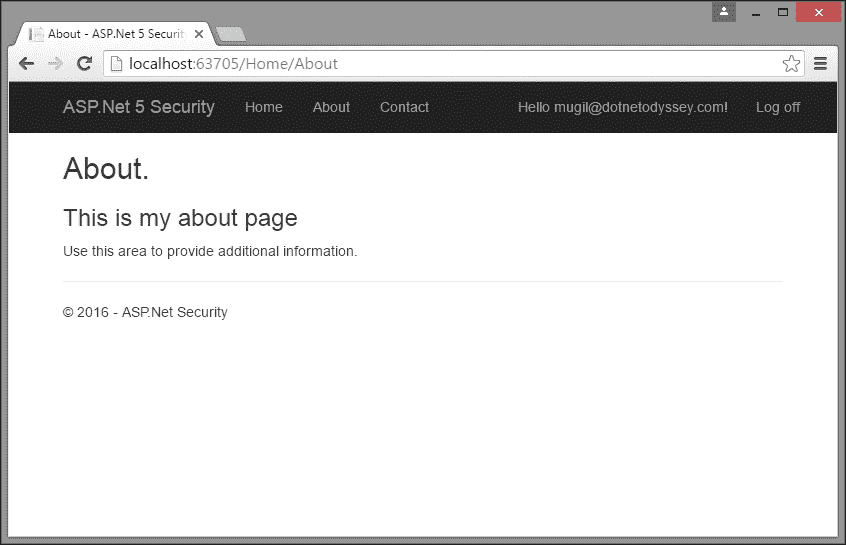 About - ASP.Net 5 Securit
localhost:63705/Home/About
ASP.Net 5 Security Home About Contact Hello mugil@dotnetodyssey.com! Log off
About.
This is my about page
Use this area to provide additional information.
© 2016 - ASP.Net Security